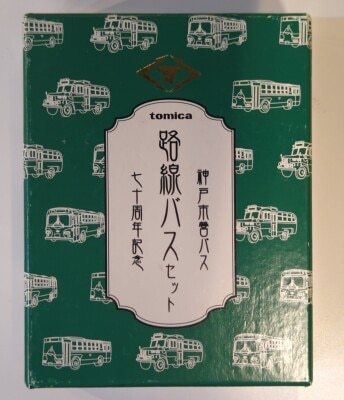 tomica
神戸市営バス
路線バスセット
七十周年記念